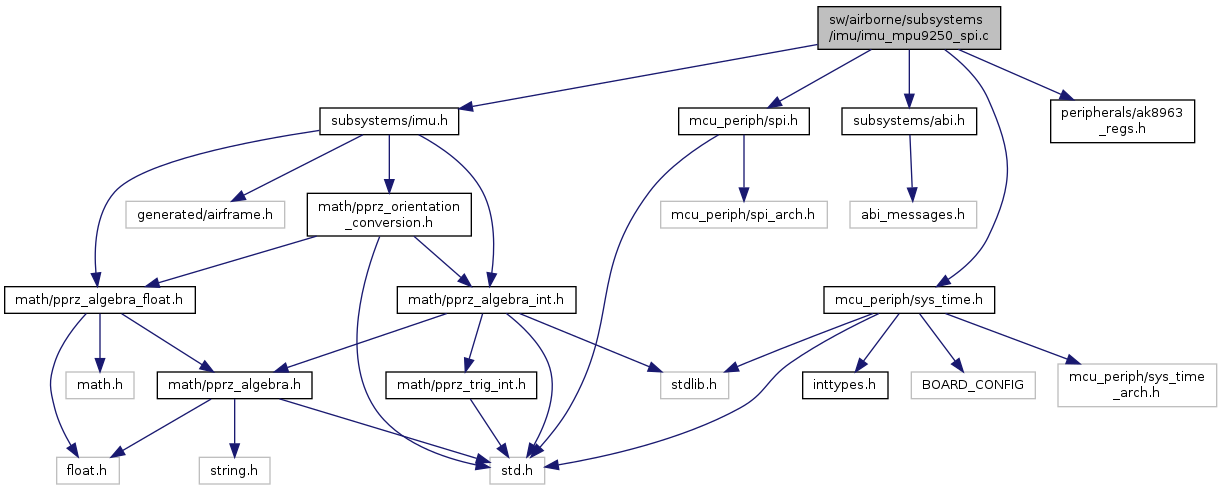 sw/airborne/subsystems
/imu/imu_mpu9250_spi.c
subsystems/imu.h
mcu_periph/spi.h
subsystems/abi.h
peripherals/ak8963
_regs.h
generated/airframe.h
math/pprz_orientation
_conversion.h
mcu_periph/spi_arch.h
abi_messages.h
math/pprz_algebra_float.h
math/pprz_algebra_int.h
mcu_periph/sys_time.h
math.h
math/pprz_algebra.h
math/pprz_trig_int.h
stdlib.h
inttypes.h
BOARD_CONFIG
mcu_periph/sys_time
_arch.h
float.h
string.h
std.h